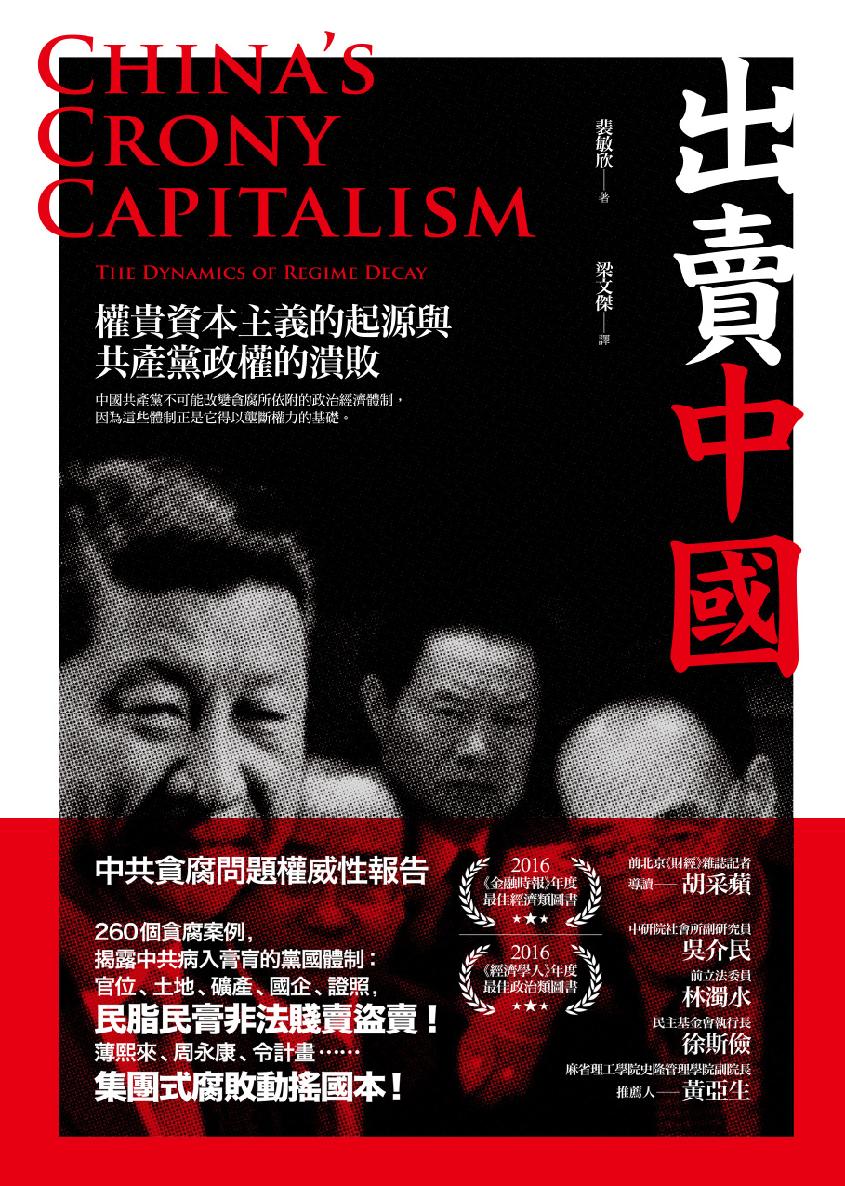 CHINA'S
CRONY
CAPITALISM
THE DYNAMICS OF REGIME DECAY
權貴資本主義的起源與
共產黨政權的潰敗
中國共產黨不可能改變貪腐所依附的政治經濟體制，
因為這些體制正是它得以壟斷權力的基礎。
出賣中國
裴敏欣——著
梁文傑——譯
中共貪腐問題權威性報告
260個貪腐案例，
揭露中共病入膏肓的黨國體制：
官位、土地、礦產、國企、證照，
民脂民膏非法賤賣盜賣！
薄熙來、周永康、令計畫……
集團式腐敗動搖國本！
2016
《金融時報》年度
最佳經濟類圖書
2016
《經濟學人》年度
最佳政治類圖書
前北京《財經》雜誌記者
導讀——胡采蘋
中研院社會所副研究員
吳介民
前立法委員
林濁水
民主基金會執行長
徐斯儉
麻省理工學院史隆管理學院副院長
推薦人——黃亞生